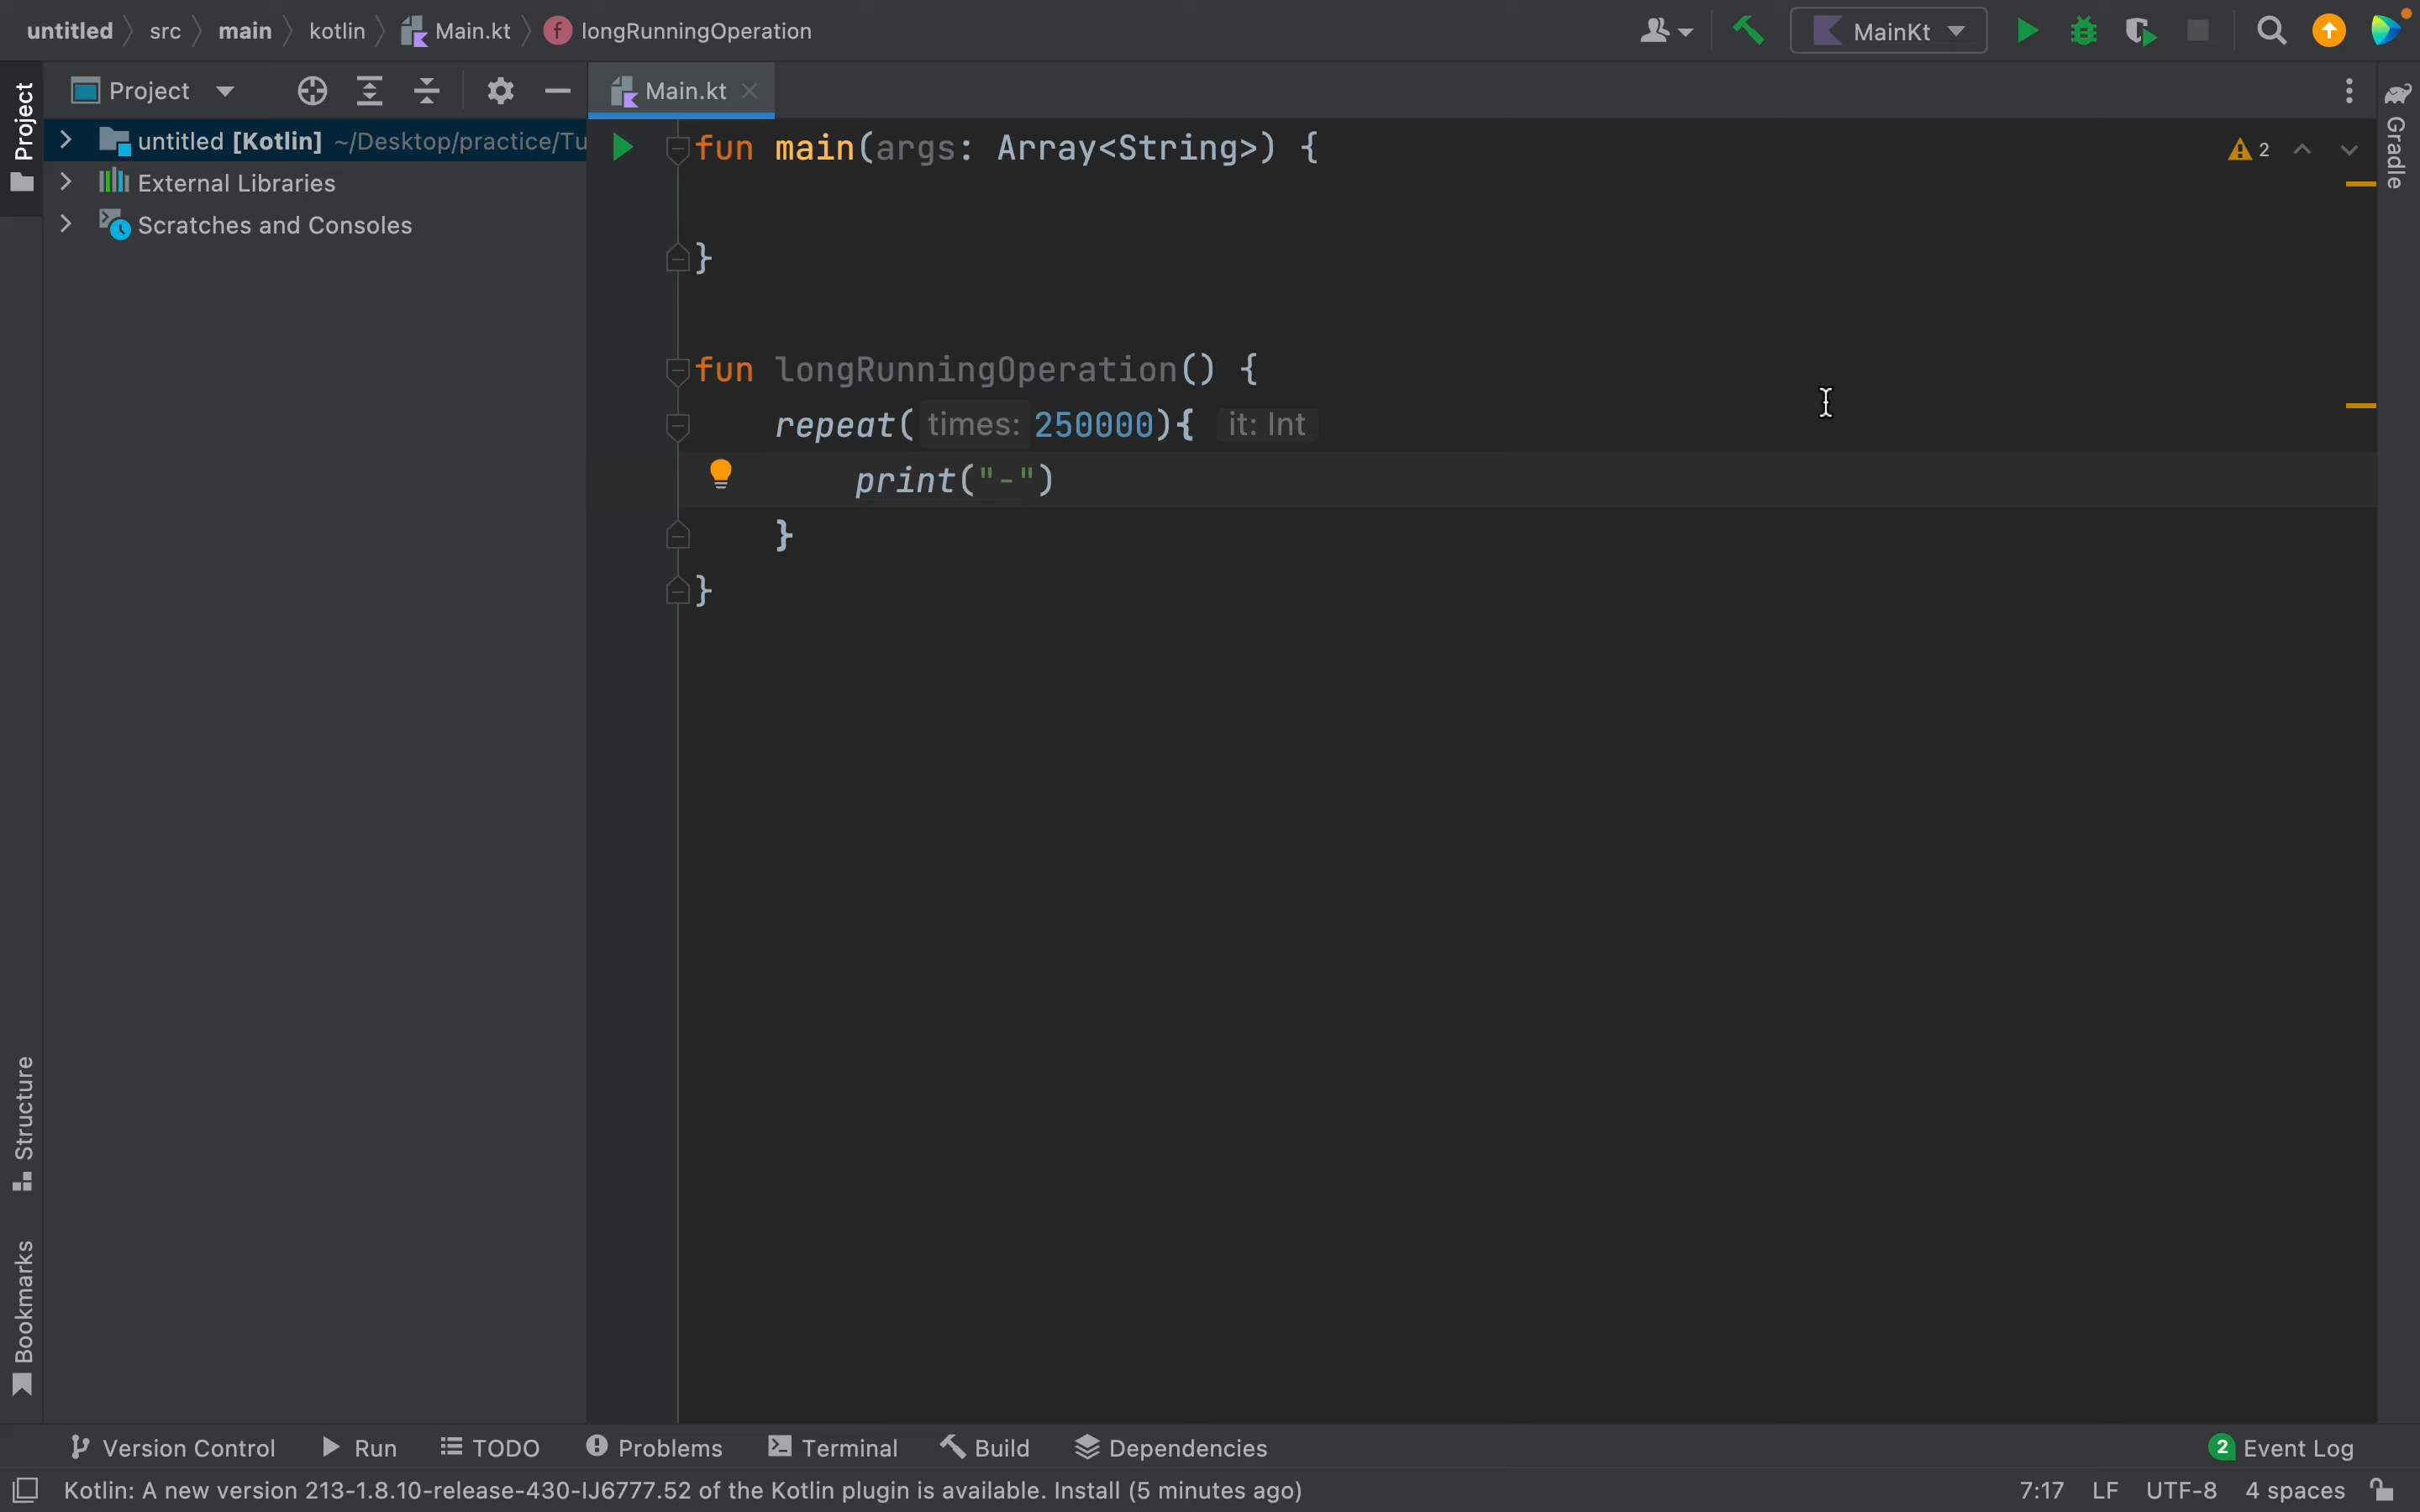 untitled src main kotlin Main.kt f longRunningOperation MainKt
Project Main.kt
Project
untitled [Kotlin] ~/Desktop/practice/Tu
External Libraries
Scratches and Consoles
Structure
Bookmarks
fun main(args: Array<String>) {
}
fun longRunningOperation() {
repeat( times: 250000){ it: Int
print("-")
}
}
2
Gradle
Version Control Run TODO Problems Terminal Build Dependencies 2 Event Log
Kotlin: A new version 213-1.8.10-release-430-IJ6777.52 of the Kotlin plugin is available. Install (5 minutes ago) 7:17 LF UTF-8 4 spaces